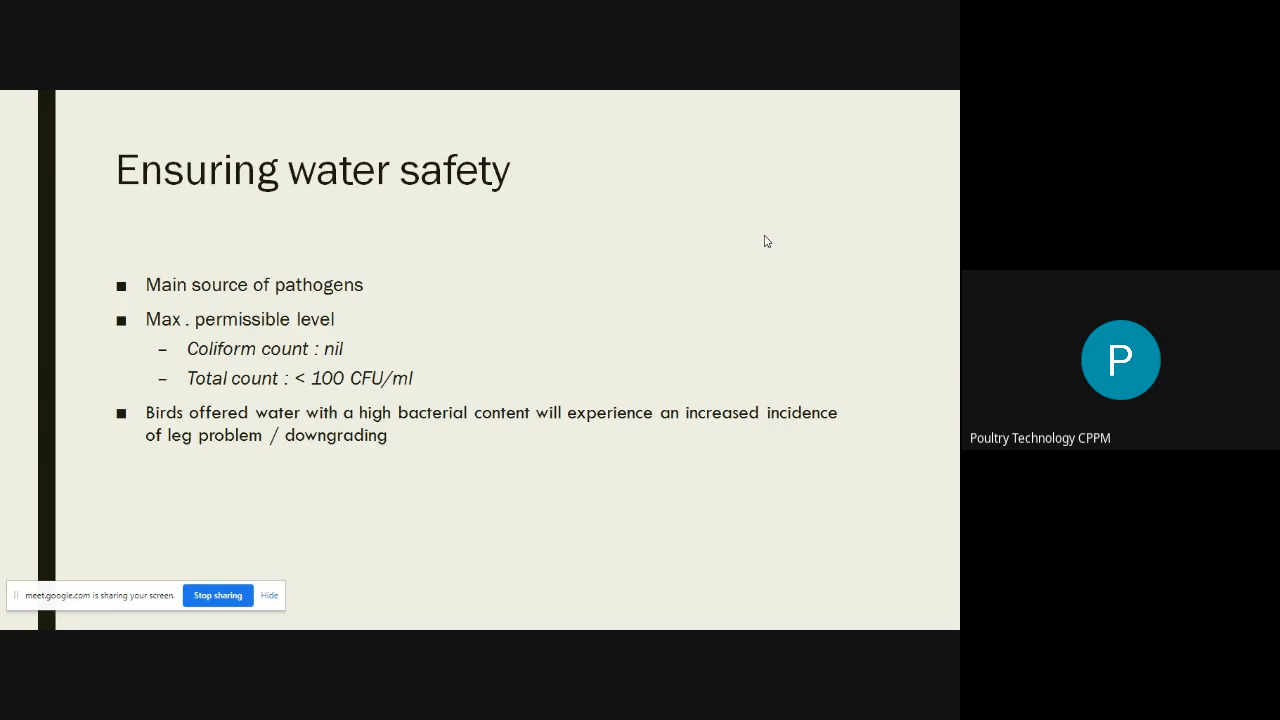 Ensuring water safety
Main source of pathogens
Max . permissible level
– Coliform count : nil
– Total count : < 100 CFU/ml
Birds offered water with a high bacterial content will experience an increased incidence
of leg problem / downgrading
meet.google.com is sharing your screen. Stop sharing Hide
P
Poultry Technology CPPM